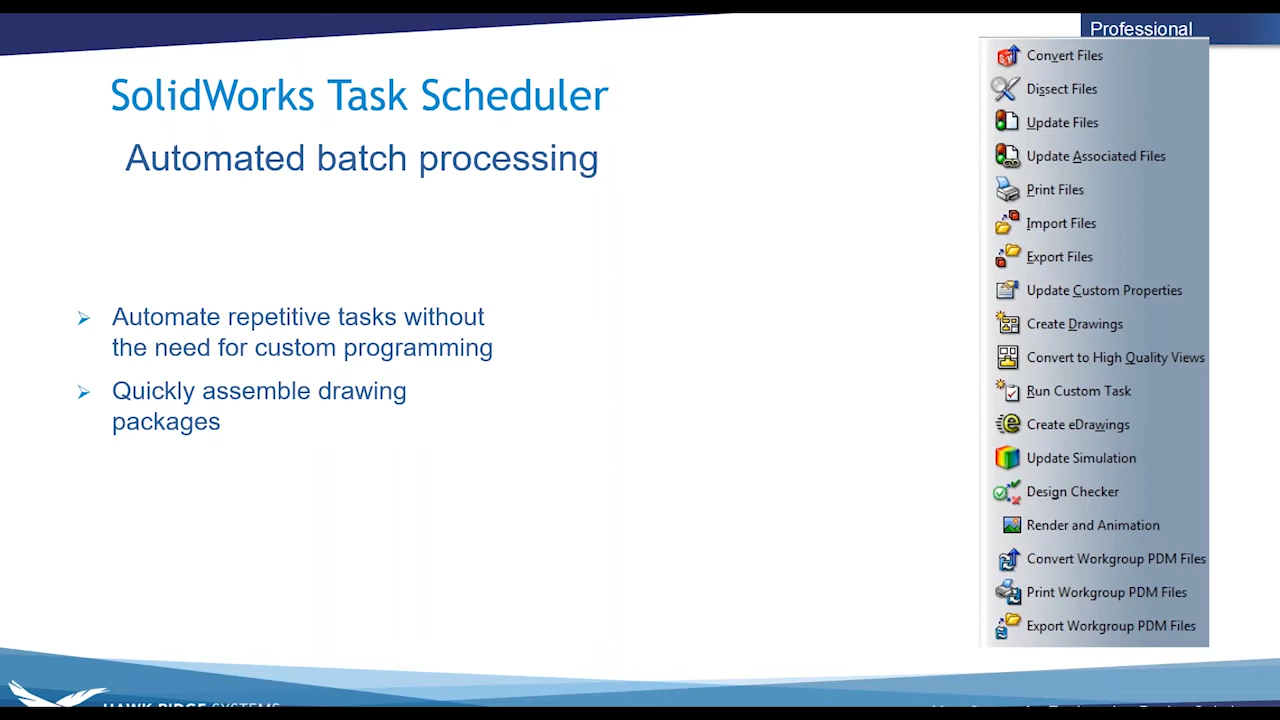 Professional
SolidWorks Task Scheduler
Automated batch processing
Automate repetitive tasks without
the need for custom programming
Quickly assemble drawing
packages
Convert Files
Dissect Files
Update Files
Update Associated Files
Print Files
Import Files
Export Files
Update Custom Properties
Create Drawings
Convert to High Quality Views
Run Custom Task
Create eDrawings
Update Simulation
Design Checker
Render and Animation
Convert Workgroup PDM Files
Print Workgroup PDM Files
Export Workgroup PDM Files
HAWK RIDGE SYSTEMS